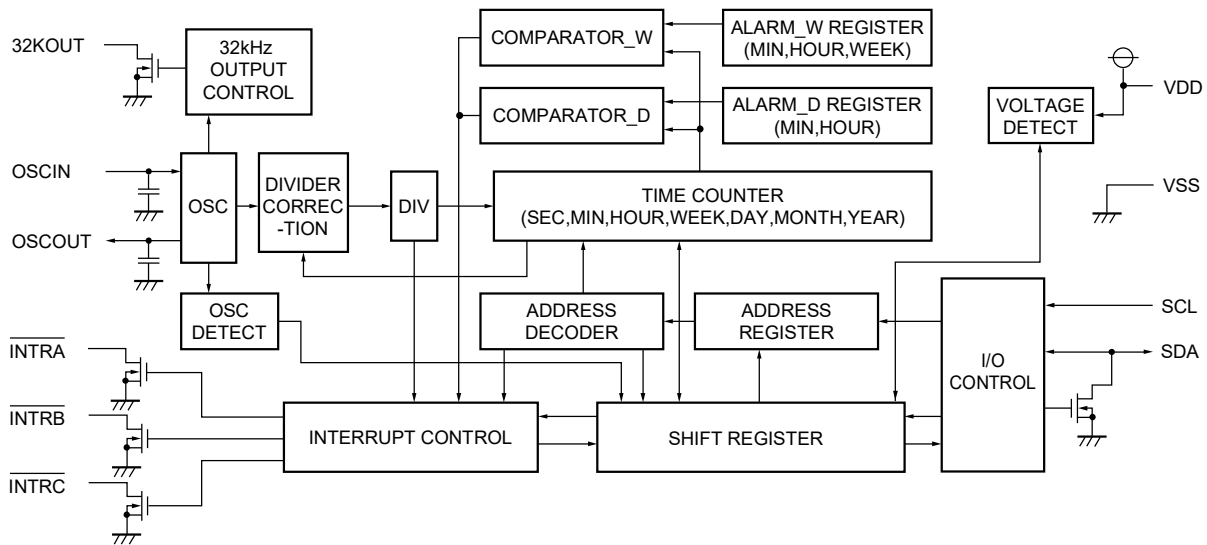 32KOUT
32kHz
OUTPUT
CONTROL
COMPARATOR_W
ALARM_W REGISTER
(MIN,HOUR,WEEK)
COMPARATOR_D
ALARM_D REGISTER
(MIN,HOUR)
VOLTAGE
DETECT
VDD
VSS
OSCIN
OSCOUT
OSC
DIVIDER
CORREC
-TION
DIV
TIME COUNTER
(SEC,MIN,HOUR,WEEK,DAY,MONTH,YEAR)
OSC
DETECT
ADDRESS
DECODER
ADDRESS
REGISTER
I/O
CONTROL
SCL
SDA
INTRA
INTRB
INTRC
INTERRUPT CONTROL
SHIFT REGISTER